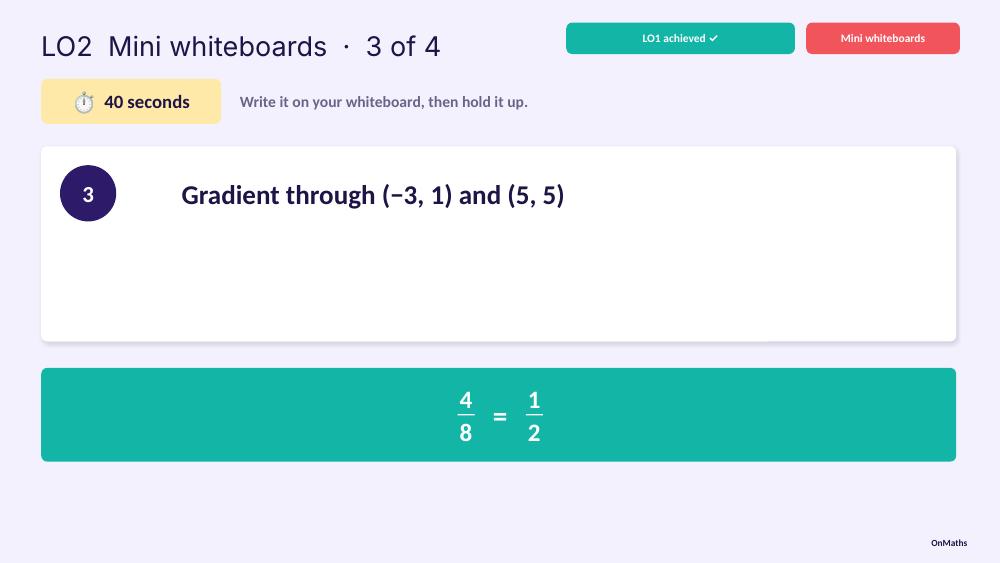 LO2 Mini whiteboards · 3 of 4
LO1 achieved ✓
Mini whiteboards
⏱️ 40 seconds
Write it on your whiteboard, then hold it up.
3
Gradient through (−3, 1) and (5, 5)
4/8 = 1/2
OnMaths